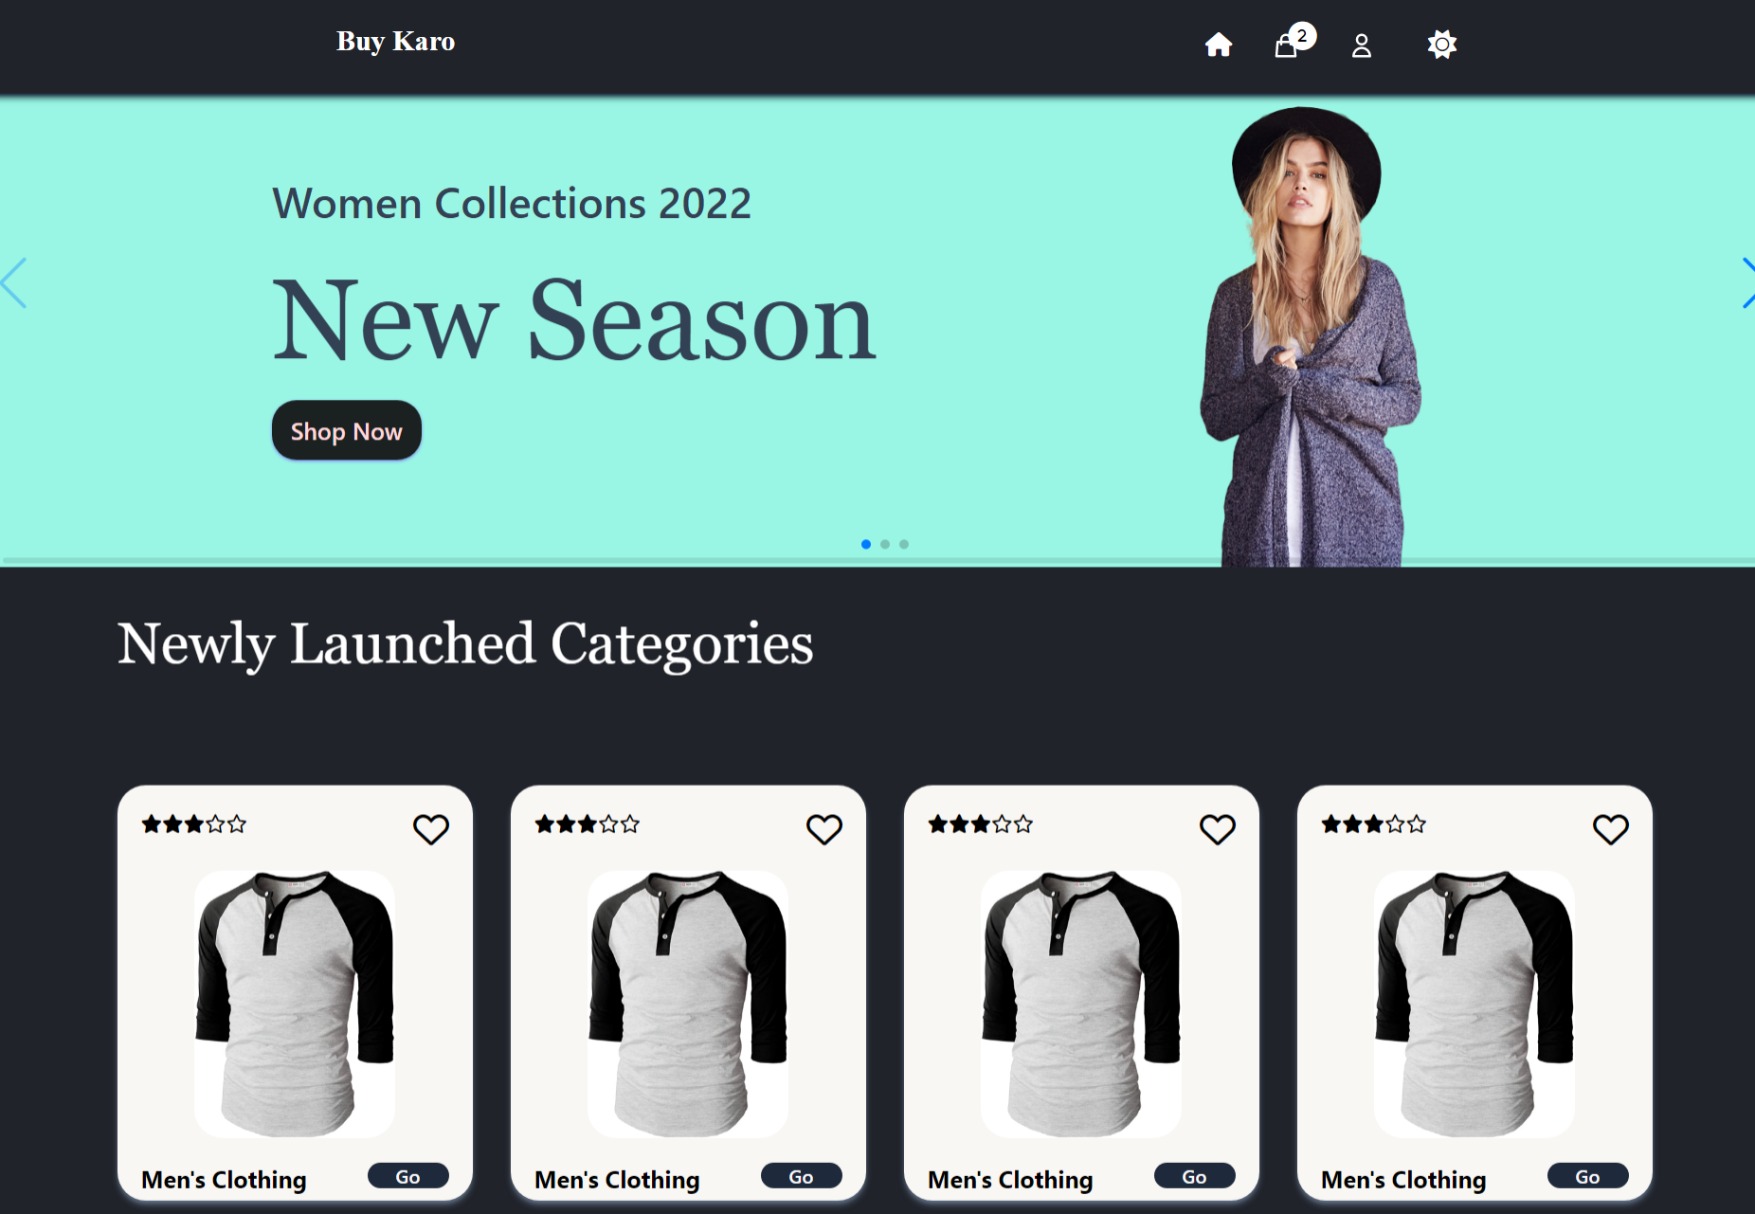 Buy Karo
2
Women Collections 2022
New Season
Shop Now
Newly Launched Categories
Men's Clothing Go
Men's Clothing Go
Men's Clothing Go
Men's Clothing Go